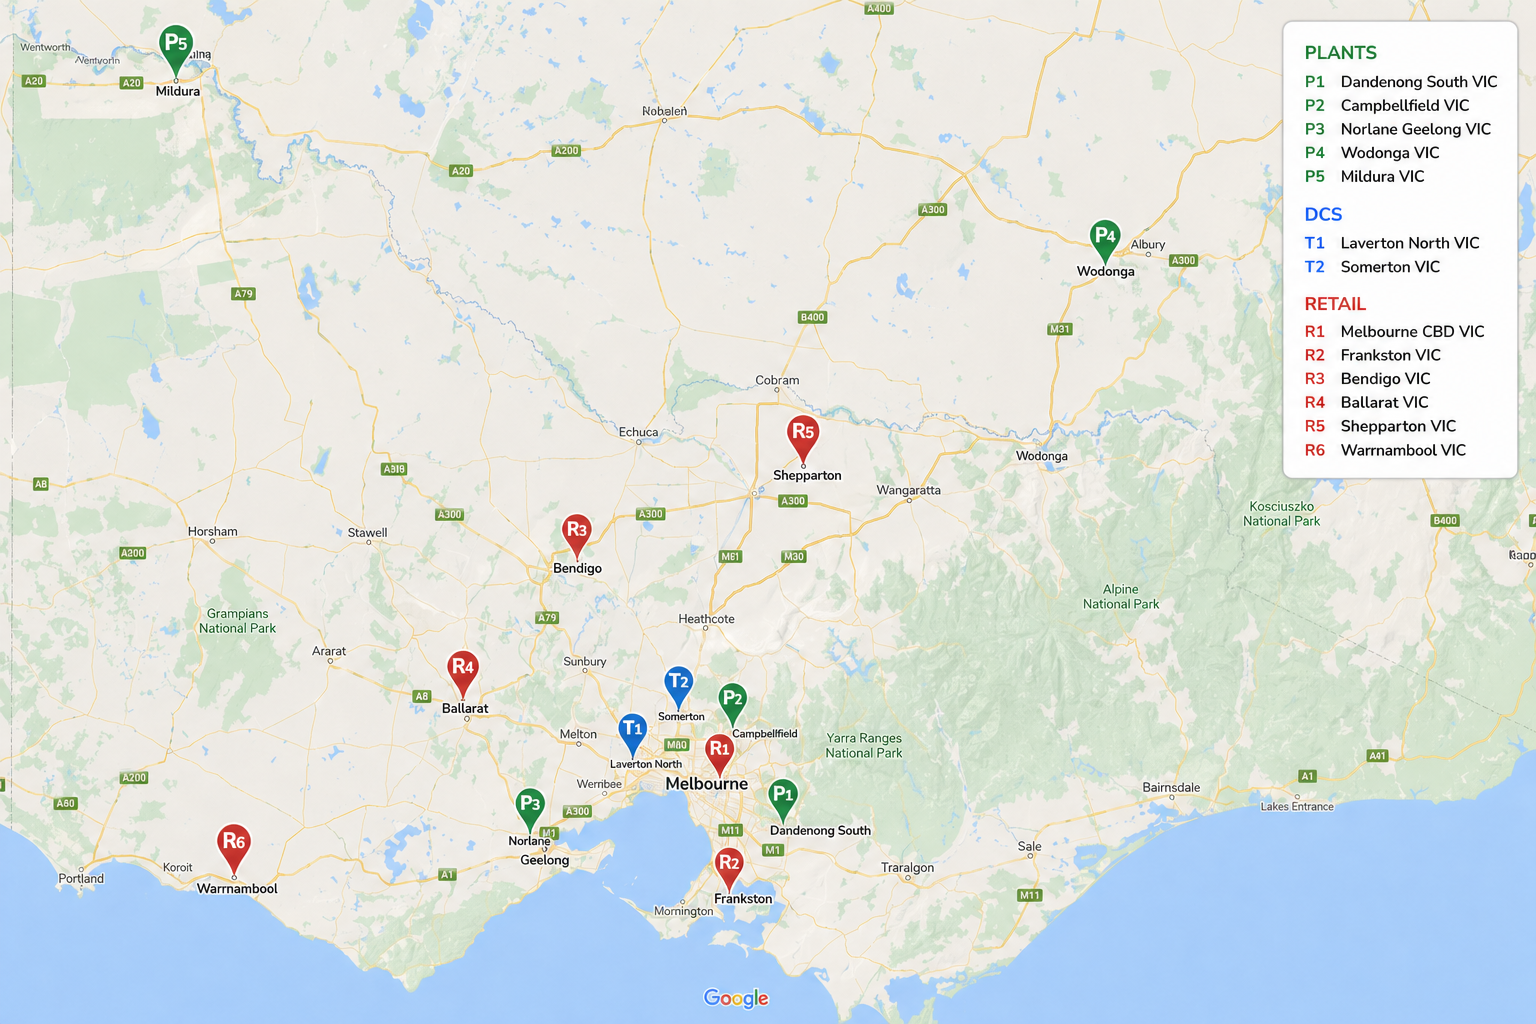 A400
Wentworth
Nentvorln
P5
A20
A20
Mildura
Robalen
A200
A20
A300
P4
Albury
A300
Wodonga
A79
B400
M31
Cobram
Echuca
R5
Shepparton
Wodonga
A8
A300
A300
A300
Wangaratta
Horsham
Stawell
R3
Bendigo
A200
M61
M30
Kosciuszko
National Park
B400
Alpine
National Park
Grampians
National Park
A79
Heathcote
Ararat
R4
A8
Ballarat
Sunbury
T2
Somerton
P2
Campbellfield
T1
Laverton North
M80
R1
Melbourne
Melton
Werribee
Yarra Ranges
National Park
A41
A1
Bairnsdale
Lakes Entrance
A200
A60
P3
A300
M1
Norlane
Geelong
P1
Dandenong South
M11
M1
R6
Koroit
Portland
Warrnambool
A1
R2
Frankston
Mornington
Traralgon
Sale
M11
Google
PLANTS
P1 Dandenong South VIC
P2 Campbellfield VIC
P3 Norlane Geelong VIC
P4 Wodonga VIC
P5 Mildura VIC
DCS
T1 Laverton North VIC
T2 Somerton VIC
RETAIL
R1 Melbourne CBD VIC
R2 Frankston VIC
R3 Bendigo VIC
R4 Ballarat VIC
R5 Shepparton VIC
R6 Warrnambool VIC